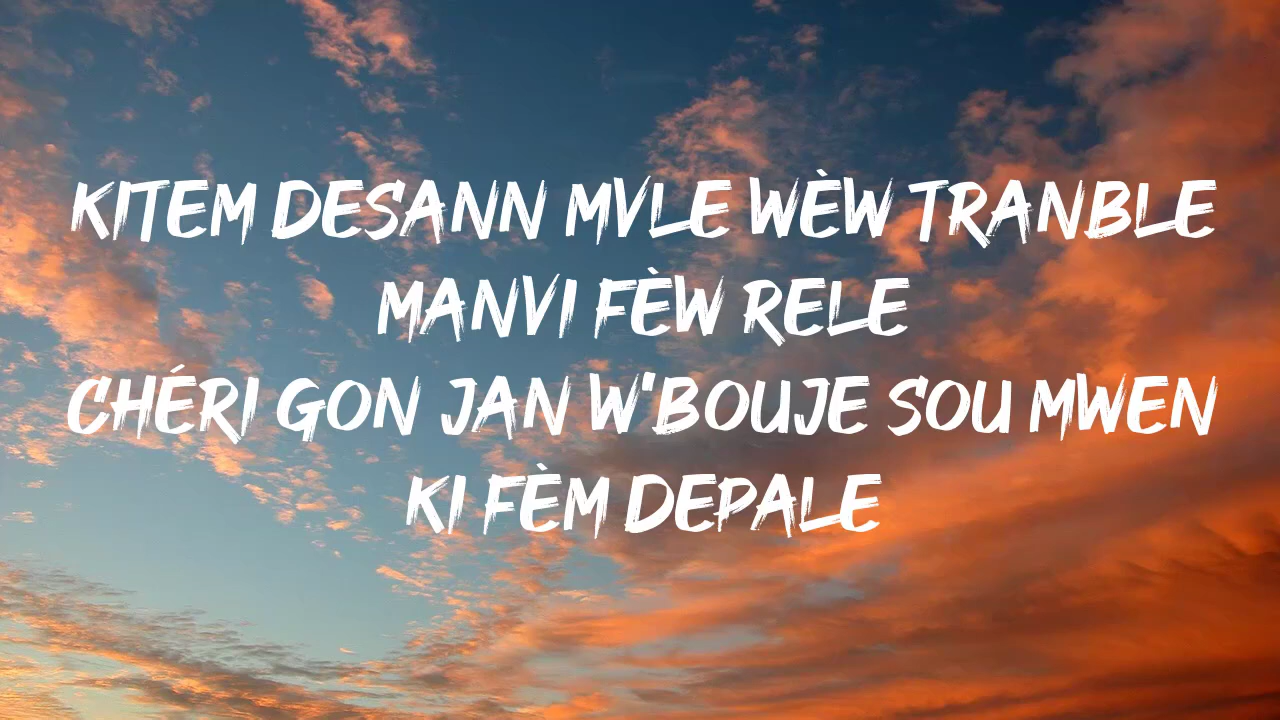 KITEM DESANN MVLE WÈW TRANBLE
MANVI FÈW RELE
CHÉRI GON JAN W'BOUJE SOU MWEN
KI FÈM DEPALE